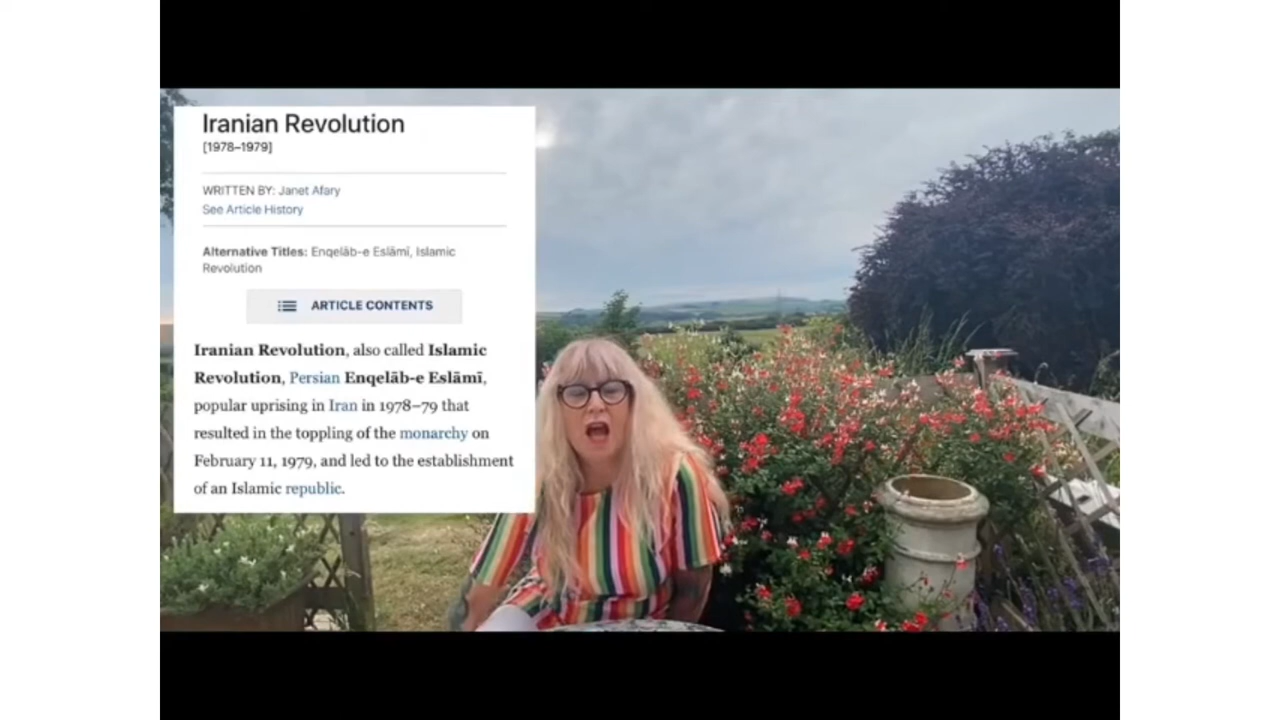 Iranian Revolution
[1978–1979]
WRITTEN BY: Janet Afary
See Article History
Alternative Titles: Enqelāb-e Eslāmī, Islamic
Revolution
ARTICLE CONTENTS
Iranian Revolution, also called Islamic
Revolution, Persian Enqelāb-e Eslāmī,
popular uprising in Iran in 1978–79 that
resulted in the toppling of the monarchy on
February 11, 1979, and led to the establishment
of an Islamic republic.